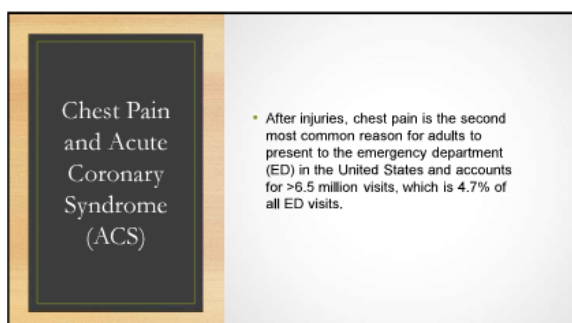 Chest Pain
and Acute
Coronary
Syndrome
(ACS)
• After injuries, chest pain is the second
most common reason for adults to
present to the emergency department
(ED) in the United States and accounts
for >6.5 million visits, which is 4.7% of
all ED visits.